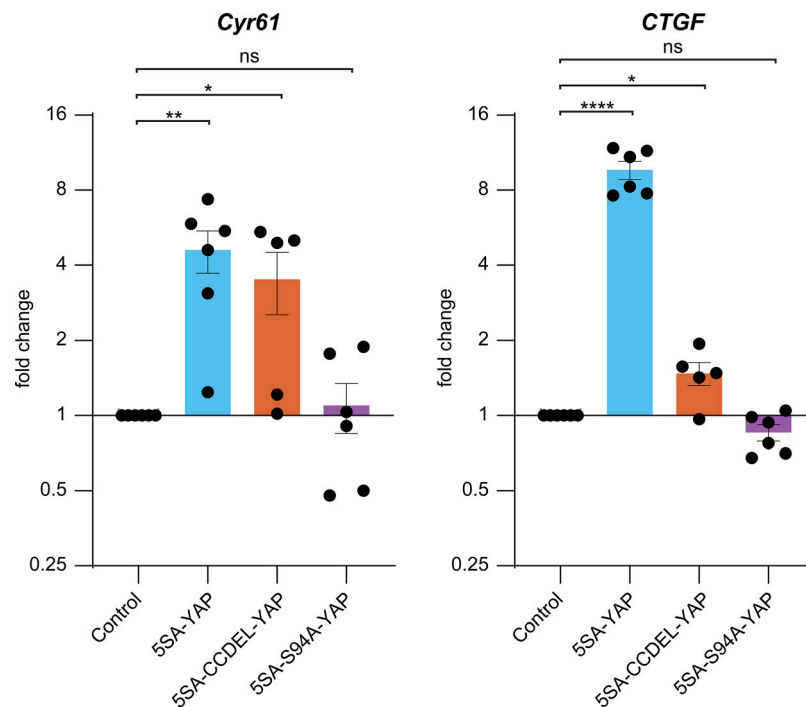 Cyr61
ns
*
**
16
8
4
2
1
0.5
0.25
fold change
Control
5SA-YAP
5SA-CCDEL-YAP
5SA-S94A-YAP
CTGF
ns
*
****
16
8
4
2
1
0.5
0.25
fold change
Control
5SA-YAP
5SA-CCDEL-YAP
5SA-S94A-YAP